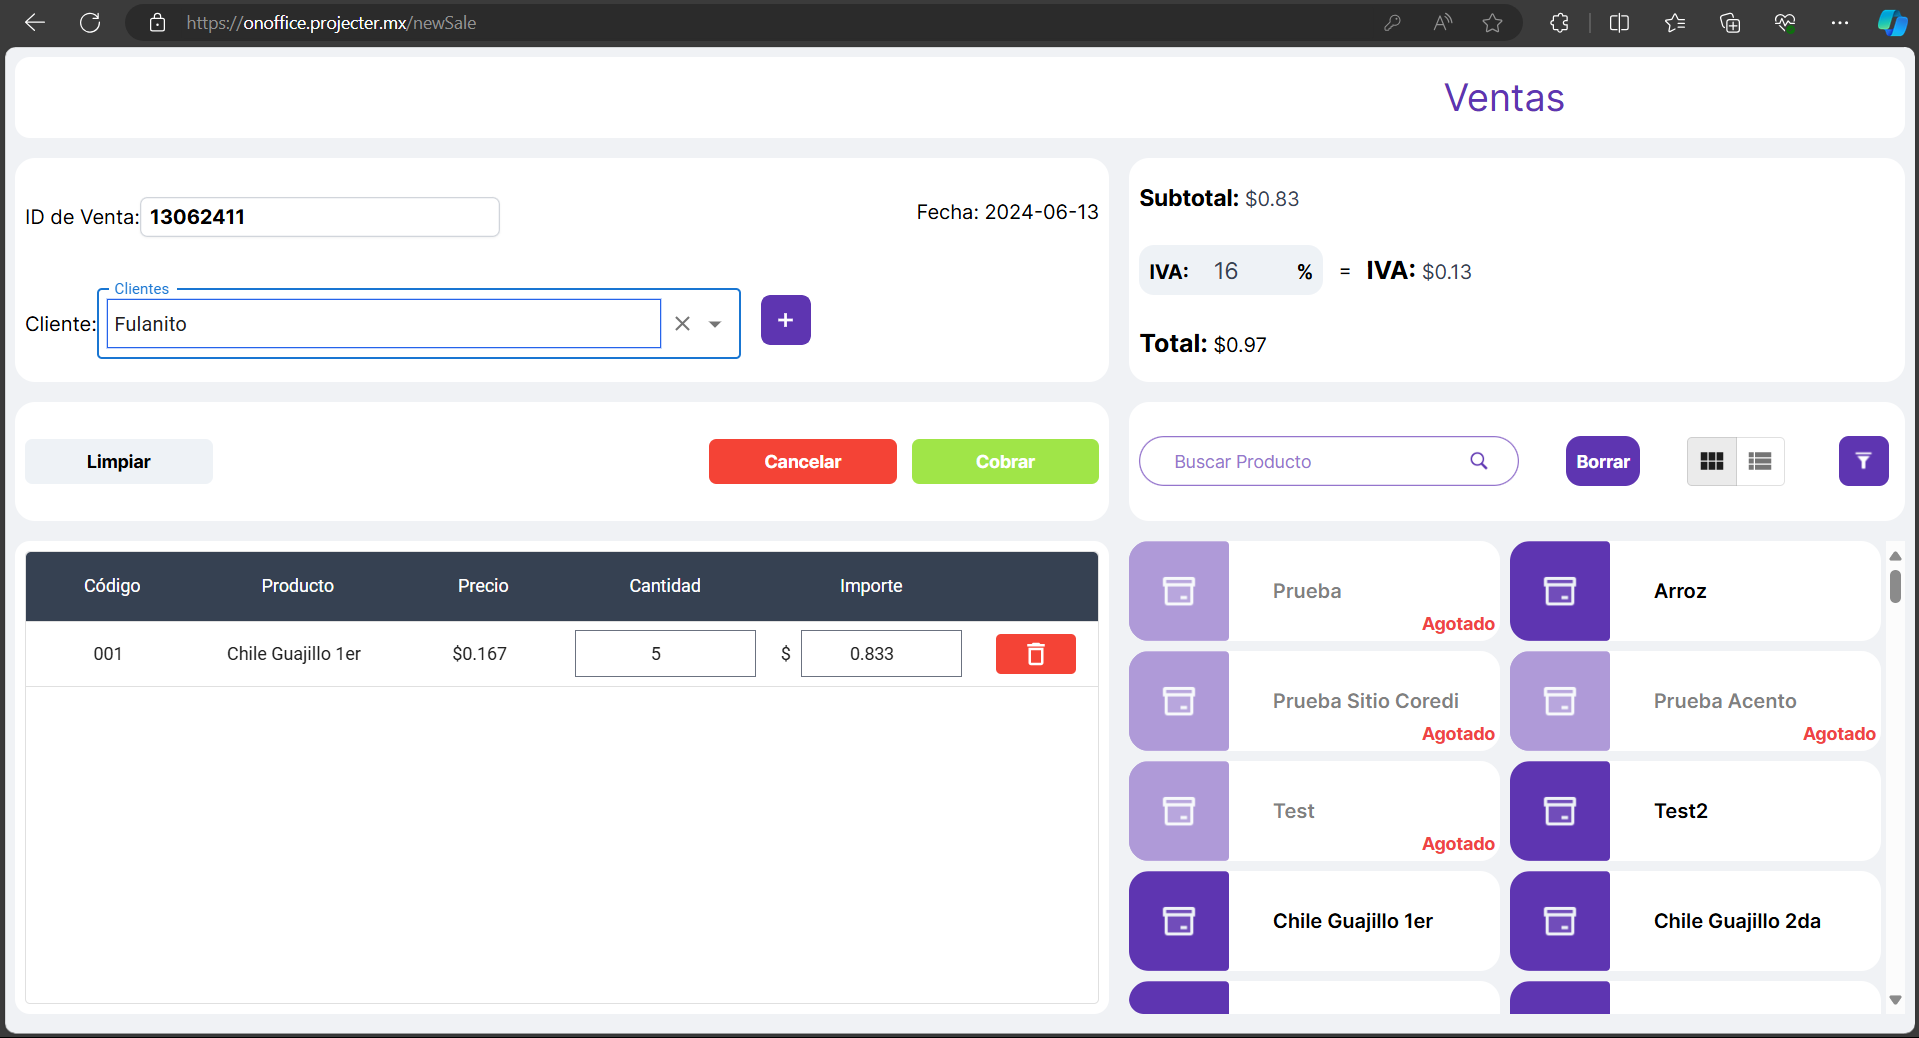 https://onoffice.projecter.mx/newSale
Ventas
ID de Venta: 13062411
Fecha: 2024-06-13
Clientes
Cliente: Fulanito
+
Subtotal: $0.83
IVA: 16 % = IVA: $0.13
Total: $0.97
Limpiar
Cancelar
Cobrar
Buscar Producto
Borrar
Código Producto Precio Cantidad Importe
001 Chile Guajillo 1er $0.167 5 $ 0.833
Prueba
Agotado
Arroz
Prueba Sitio Coredi
Agotado
Prueba Acento
Agotado
Test
Agotado
Test2
Chile Guajillo 1er
Chile Guajillo 2da